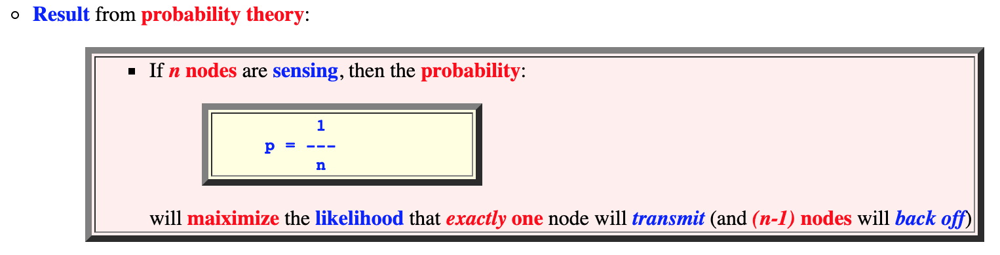 Result from probability theory:
If n nodes are sensing, then the probability:
1
p = ---
n
will maiximize the likelihood that exactly one node will transmit (and (n-1) nodes will back off)